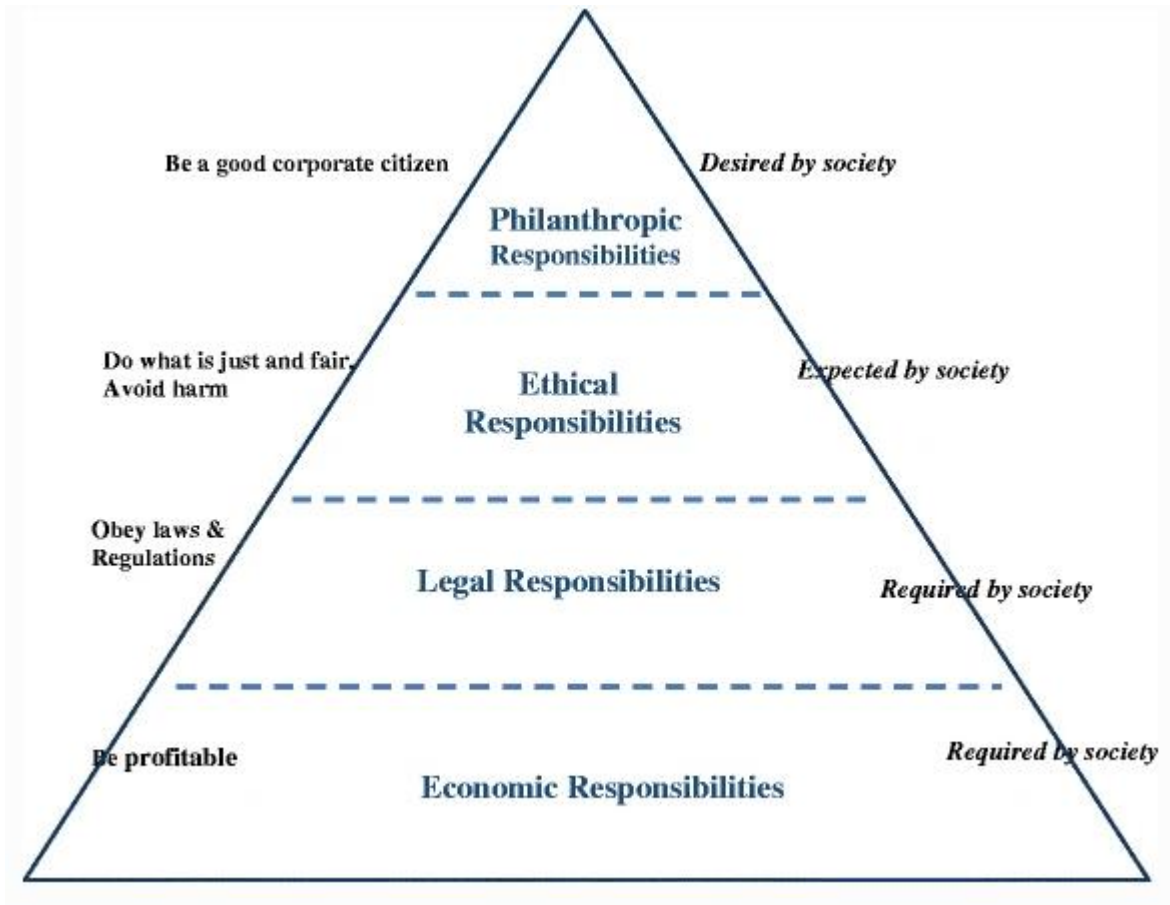 Be a good corporate citizen
Desired by society
Philanthropic
Responsibilities
Do what is just and fair,
Avoid harm
Expected by society
Ethical
Responsibilities
Obey laws &
Regulations
Legal Responsibilities
Required by society
Be profitable
Required by society
Economic Responsibilities